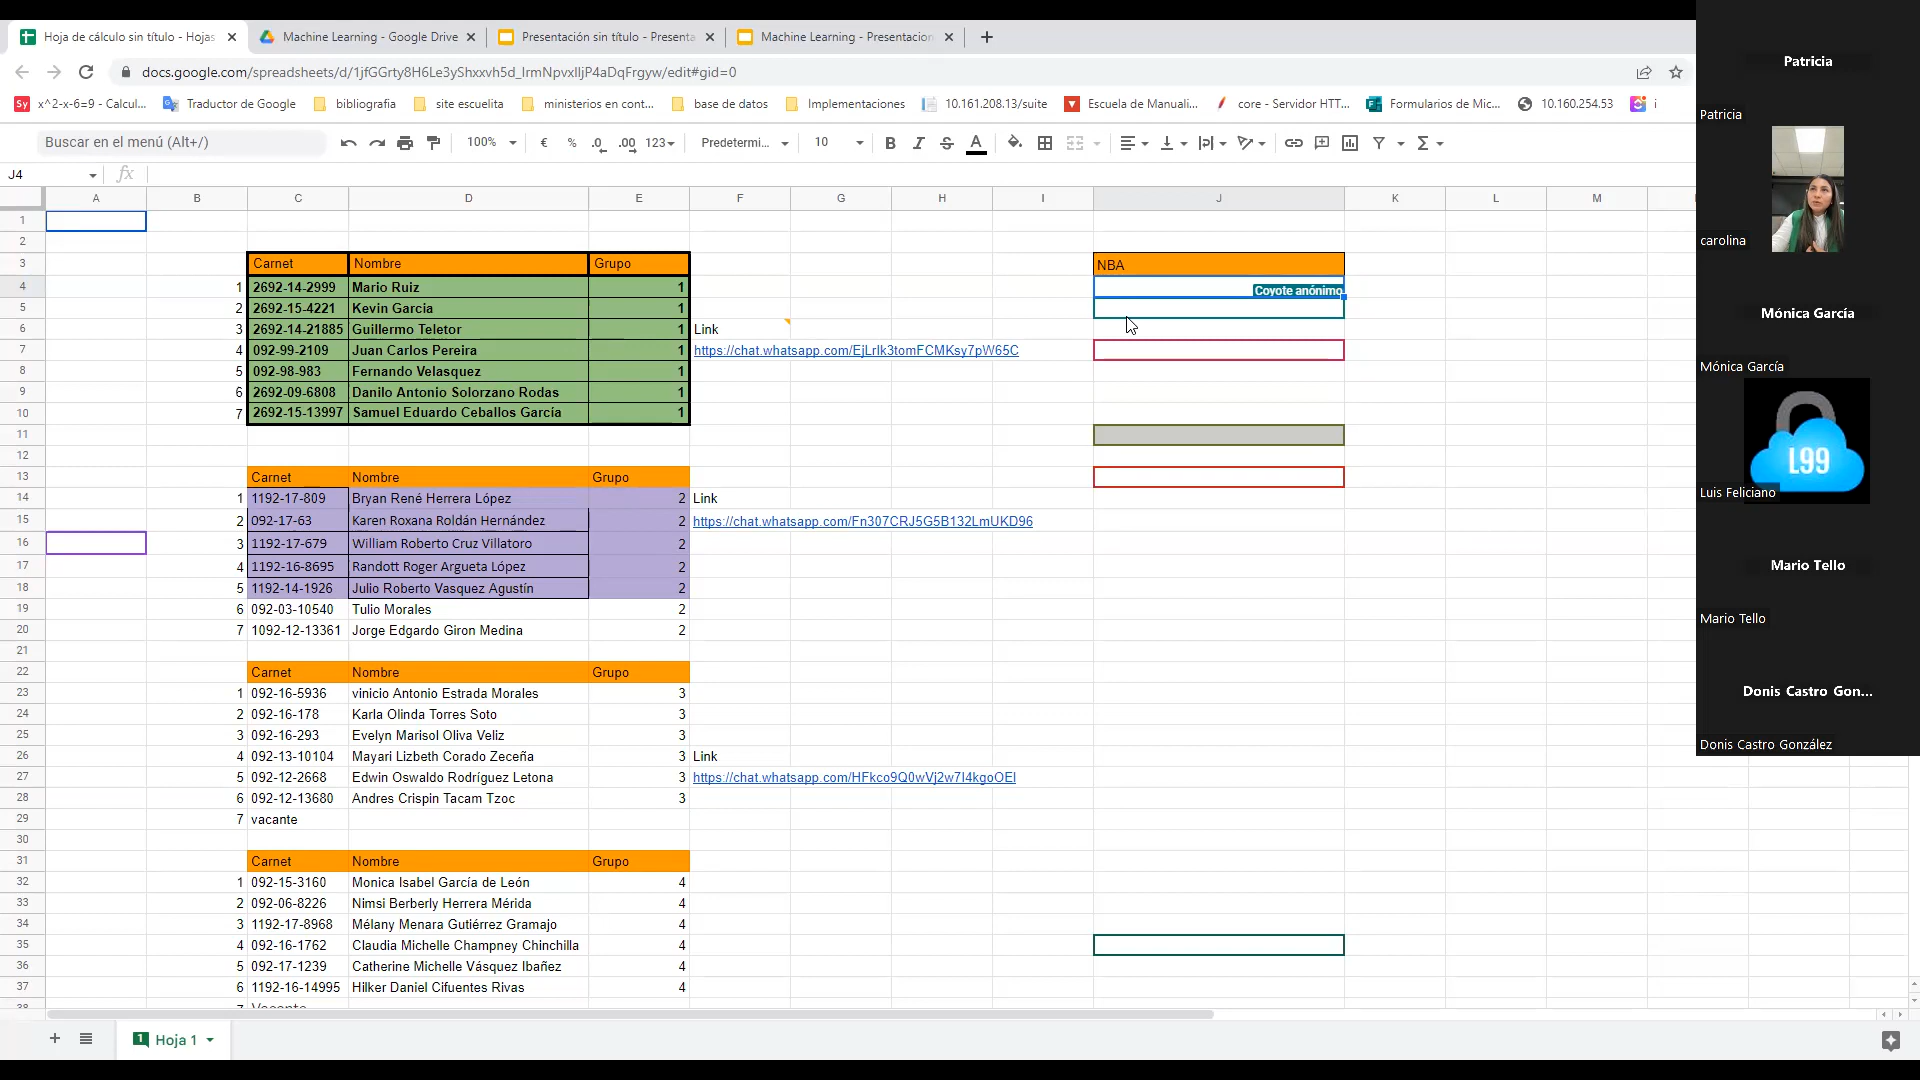 Hoja de cálculo sin título - Hojas
Machine Learning - Google Drive
Presentación sin título - Presenta
Machine Learning - Presentacion
docs.google.com/spreadsheets/d/1jfGGrty8H6Le3yShxxvh5d_IrmNpvxlljP4aDqFrgyw/edit#gid=0
Sy x^2-x-6=9 - Calcul... Traductor de Google bibliografia site escuelita ministerios en cont... base de datos Implementaciones 10.161.208.13/suite Escuela de Manuali... core - Servidor HTT... Formularios de Mic... 10.160.254.53 i
Buscar en el menú (Alt+/) 100% € % .0 .00 123 Predetermi... 10 B I S A Σ
J4 fx
A B C D E F G H I J K L M
1
2
3 Carnet Nombre Grupo NBA
4 1 2692-14-2999 Mario Ruiz 1 Coyote anónimo
5 2 2692-15-4221 Kevin Garcia 1
6 3 2692-14-21885 Guillermo Teletor 1 Link
7 4 092-99-2109 Juan Carlos Pereira 1 https://chat.whatsapp.com/EjLrlk3tomFCMKsy7pW65C
8 5 092-98-983 Fernando Velasquez 1
9 6 2692-09-6808 Danilo Antonio Solorzano Rodas 1
10 7 2692-15-13997 Samuel Eduardo Ceballos García 1
11
12
13 Carnet Nombre Grupo
14 1 1192-17-809 Bryan René Herrera López 2 Link
15 2 092-17-63 Karen Roxana Roldán Hernández 2 https://chat.whatsapp.com/Fn307CRJ5G5B132LmUKD96
16 3 1192-17-679 William Roberto Cruz Villatoro 2
17 4 1192-16-8695 Randott Roger Argueta López 2
18 5 1192-14-1926 Julio Roberto Vasquez Agustín 2
19 6 092-03-10540 Tulio Morales 2
20 7 1092-12-13361 Jorge Edgardo Giron Medina 2
21
22 Carnet Nombre Grupo
23 1 092-16-5936 vinicio Antonio Estrada Morales 3
24 2 092-16-178 Karla Olinda Torres Soto 3
25 3 092-16-293 Evelyn Marisol Oliva Veliz 3
26 4 092-13-10104 Mayari Lizbeth Corado Zeceña 3 Link
27 5 092-12-2668 Edwin Oswaldo Rodríguez Letona 3 https://chat.whatsapp.com/HFkco9Q0wVj2w7I4kgoOEl
28 6 092-12-13680 Andres Crispin Tacam Tzoc 3
29 7 vacante
30
31 Carnet Nombre Grupo
32 1 092-15-3160 Monica Isabel García de León 4
33 2 092-06-8226 Nimsi Berberly Herrera Mérida 4
34 3 1192-17-8968 Mélany Menara Gutiérrez Gramajo 4
35 4 092-16-1762 Claudia Michelle Champney Chinchilla 4
36 5 092-17-1239 Catherine Michelle Vásquez Ibañez 4
37 6 1192-16-14995 Hilker Daniel Cifuentes Rivas 4
38 7 Vacante
1 Hoja 1
Patricia
Patricia
carolina
Mónica García
Mónica García
L99
Luis Feliciano
Mario Tello
Mario Tello
Donis Castro Gon...
Donis Castro González